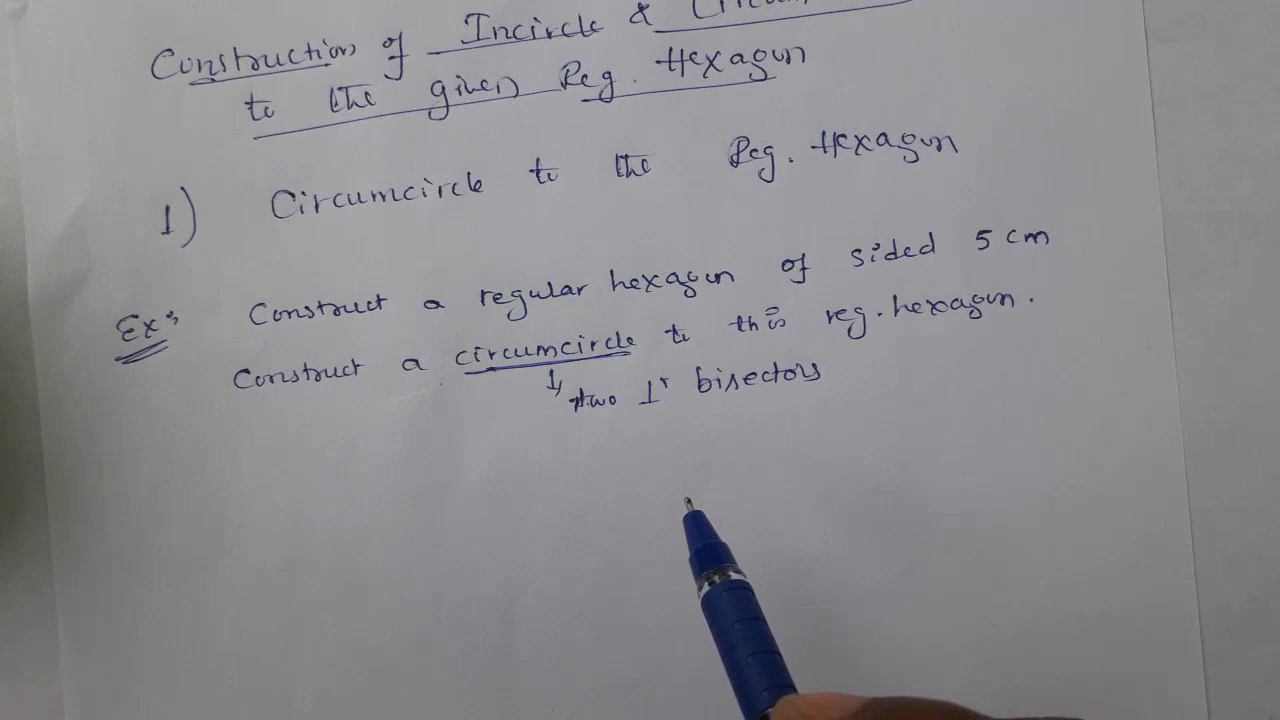 Construction of Incircle &
to the given Reg. Hexagon
1) Circumcircle to the Reg. Hexagon
Ex: Construct a regular hexagon of sided 5 cm
Construct a circumcircle to this reg. hexagon.
↓ two ⊥r bisectors